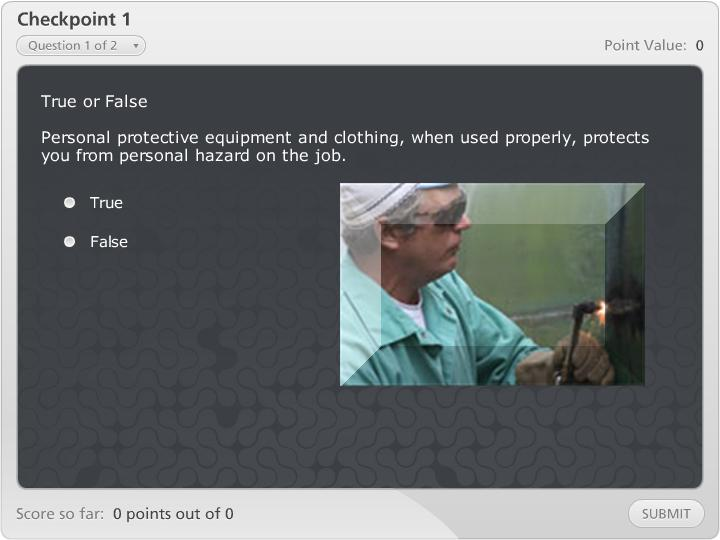 Checkpoint 1
Question 1 of 2
Point Value: 0
True or False
Personal protective equipment and clothing, when used properly, protects
you from personal hazard on the job.
True
False
Score so far: 0 points out of 0
SUBMIT